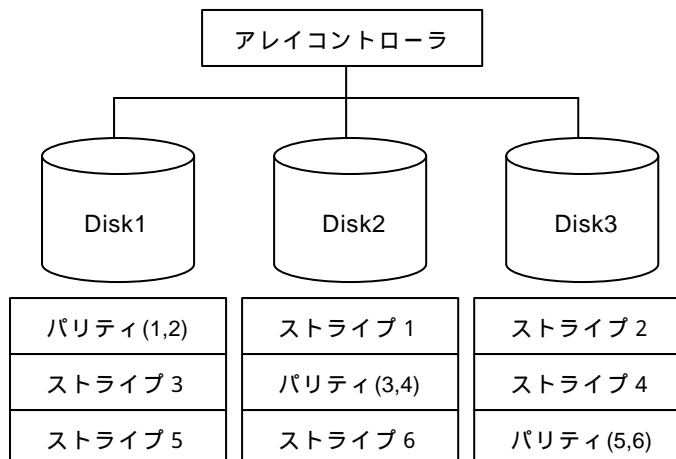 アレイコントローラ
Disk1
Disk2
Disk3
パリティ(1,2)
ストライプ1
ストライプ2
ストライプ3
パリティ(3,4)
ストライプ4
ストライプ5
ストライプ6
パリティ(5,6)